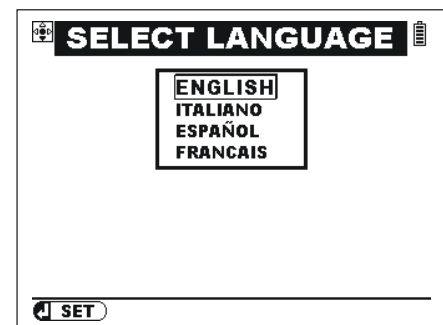 SELECT LANGUAGE
ENGLISH
ITALIANO
ESPAÑOL
FRANCAIS
SET